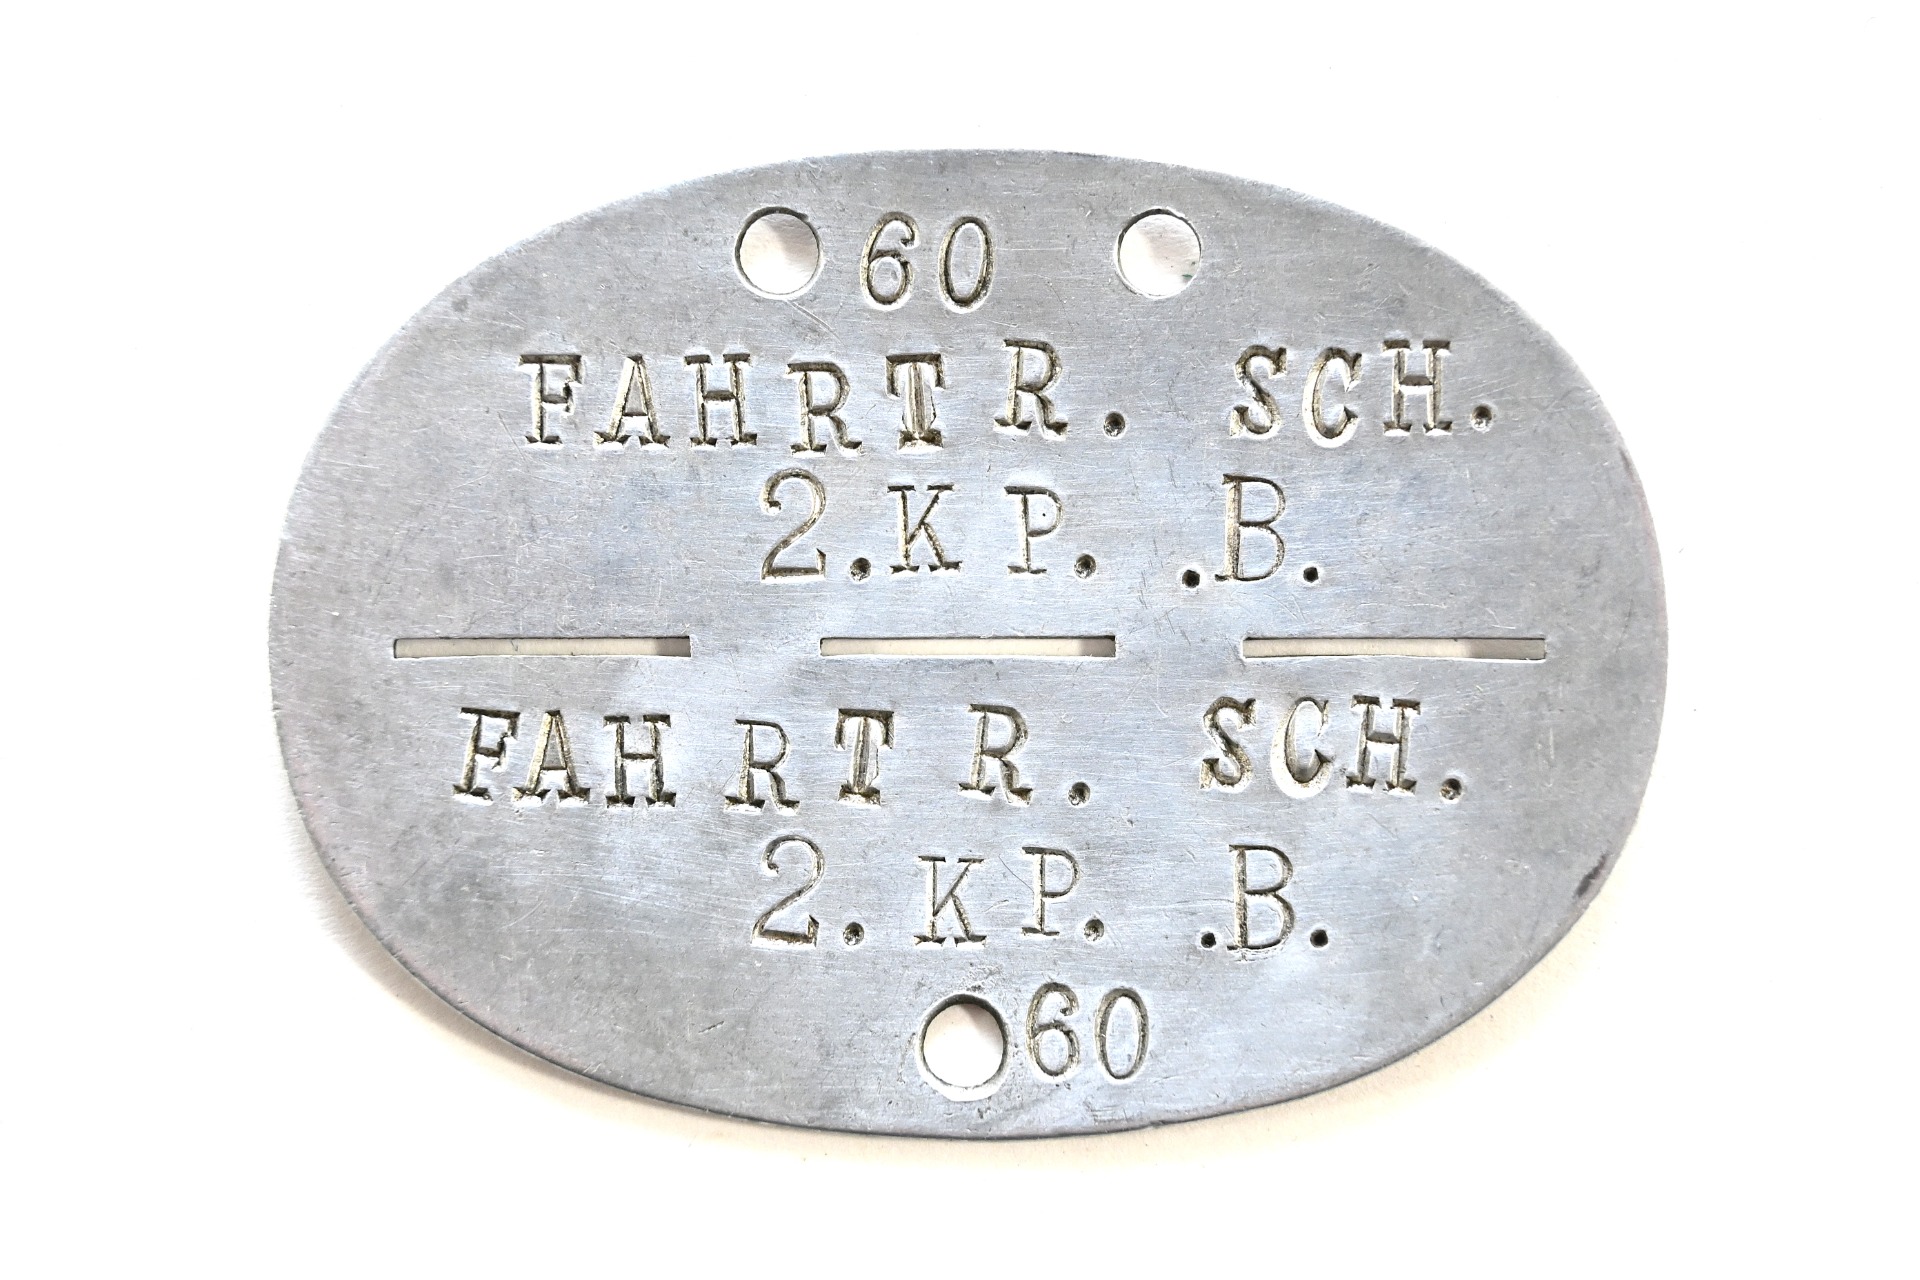 60
FAHRTR. SCH.
2.KP. .B.
FAHRTR. SCH.
2. KP. .B.
60